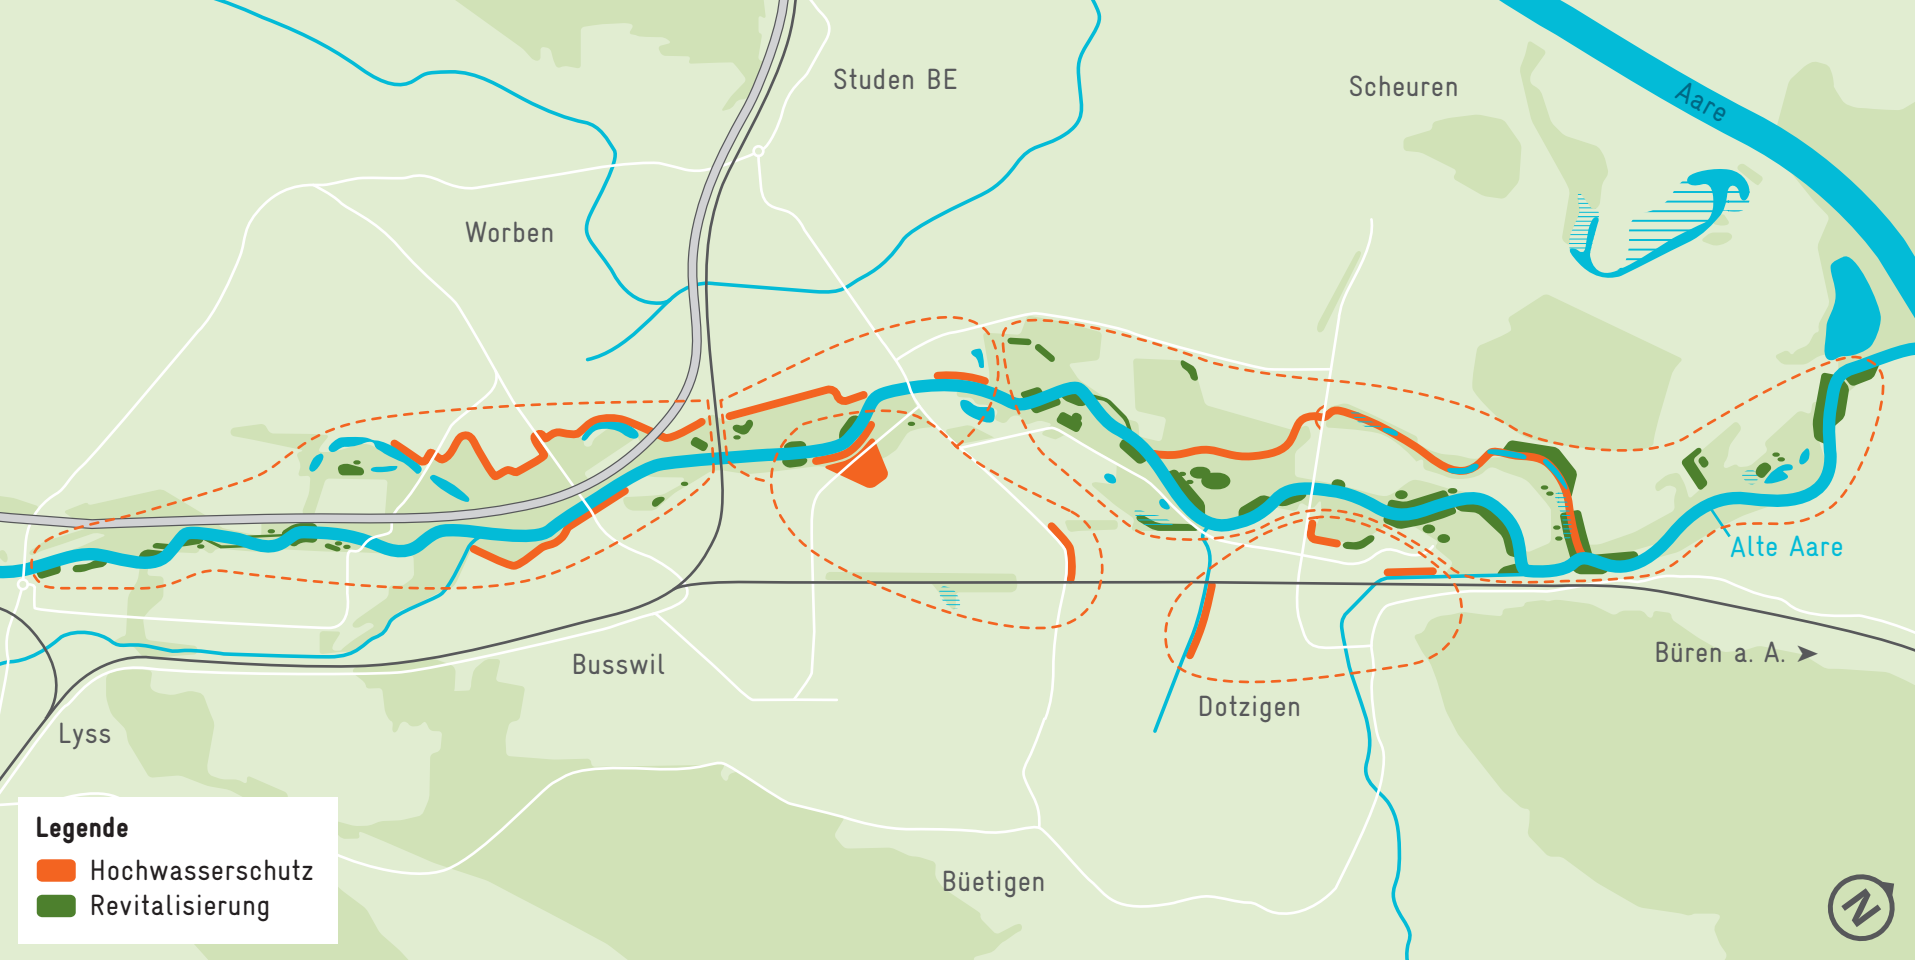 Studen BE
Scheuren
Aare
Worben
Alte Aare
Büren a. A.
Busswil
Dotzigen
Lyss
Büetigen
Legende
Hochwasserschutz
Revitalisierung
N